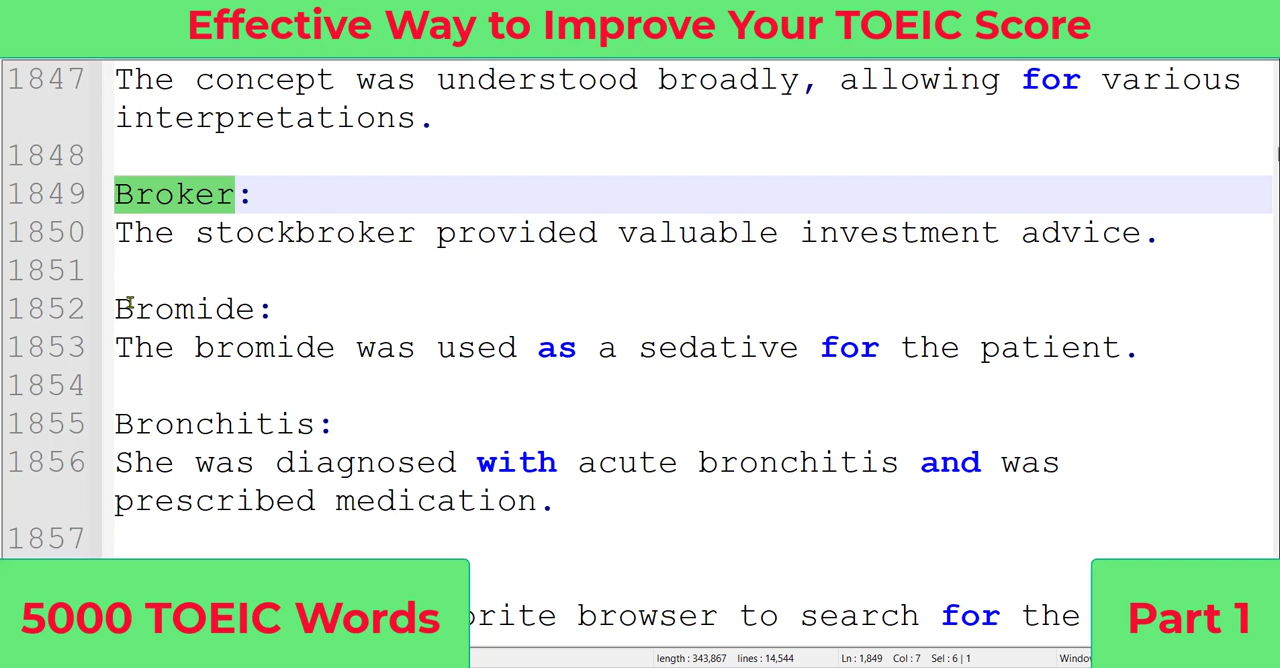 Effective Way to Improve Your TOEIC Score
1847 The concept was understood broadly, allowing for various
interpretations.
1848
1849 Broker:
1850 The stockbroker provided valuable investment advice.
1851
1852 Bromide:
1853 The bromide was used as a sedative for the patient.
1854
1855 Bronchitis:
1856 She was diagnosed with acute bronchitis and was
prescribed medication.
1857
orite browser to search for the
5000 TOEIC Words
Part 1
length : 343,867 lines : 14,544 Ln : 1,849 Col : 7 Sel : 6 | 1 Window